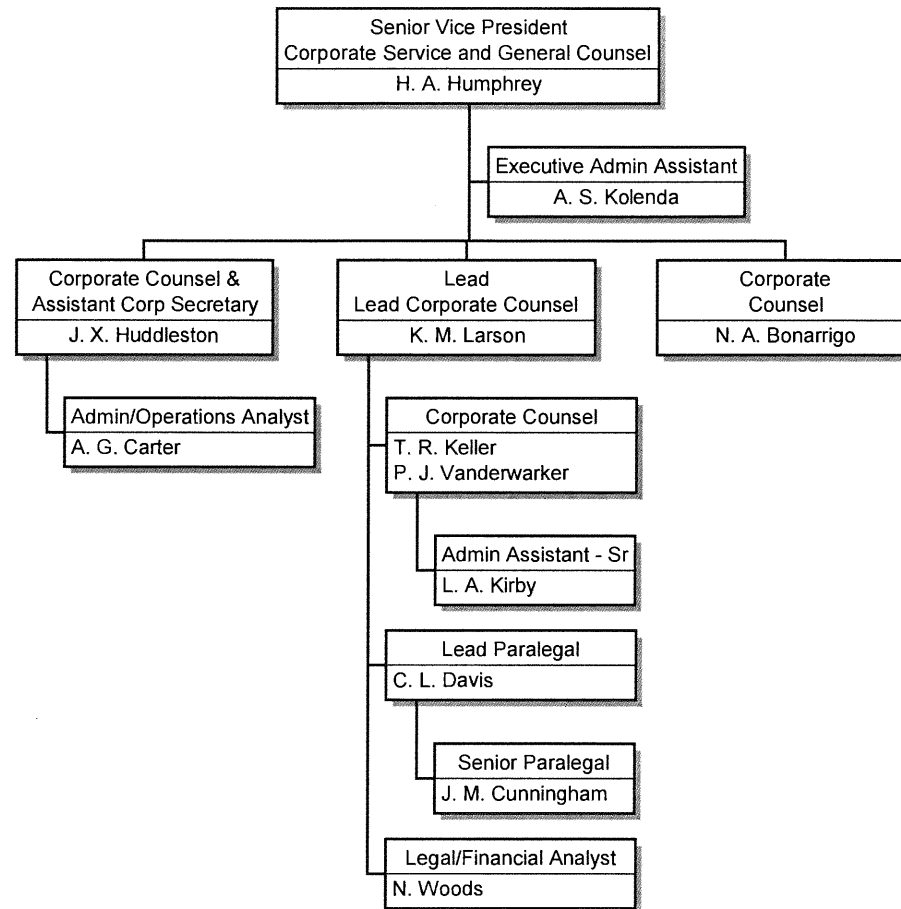 Senior Vice President
Corporate Service and General Counsel
H. A. Humphrey
Executive Admin Assistant
A. S. Kolenda
Corporate Counsel &
Assistant Corp Secretary
J. X. Huddleston
Lead
Lead Corporate Counsel
K. M. Larson
Corporate
Counsel
N. A. Bonarrigo
Admin/Operations Analyst
A. G. Carter
Corporate Counsel
T. R. Keller
P. J. Vanderwarker
Admin Assistant - Sr
L. A. Kirby
Lead Paralegal
C. L. Davis
Senior Paralegal
J. M. Cunningham
Legal/Financial Analyst
N. Woods